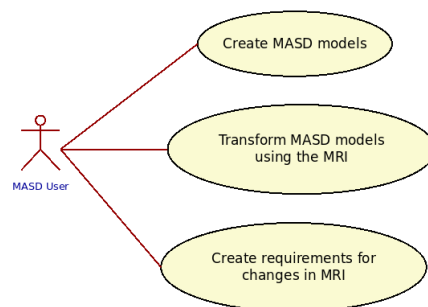 Create MASD models
Transform MASD models
using the MRI
MASD User
Create requirements for
changes in MRI